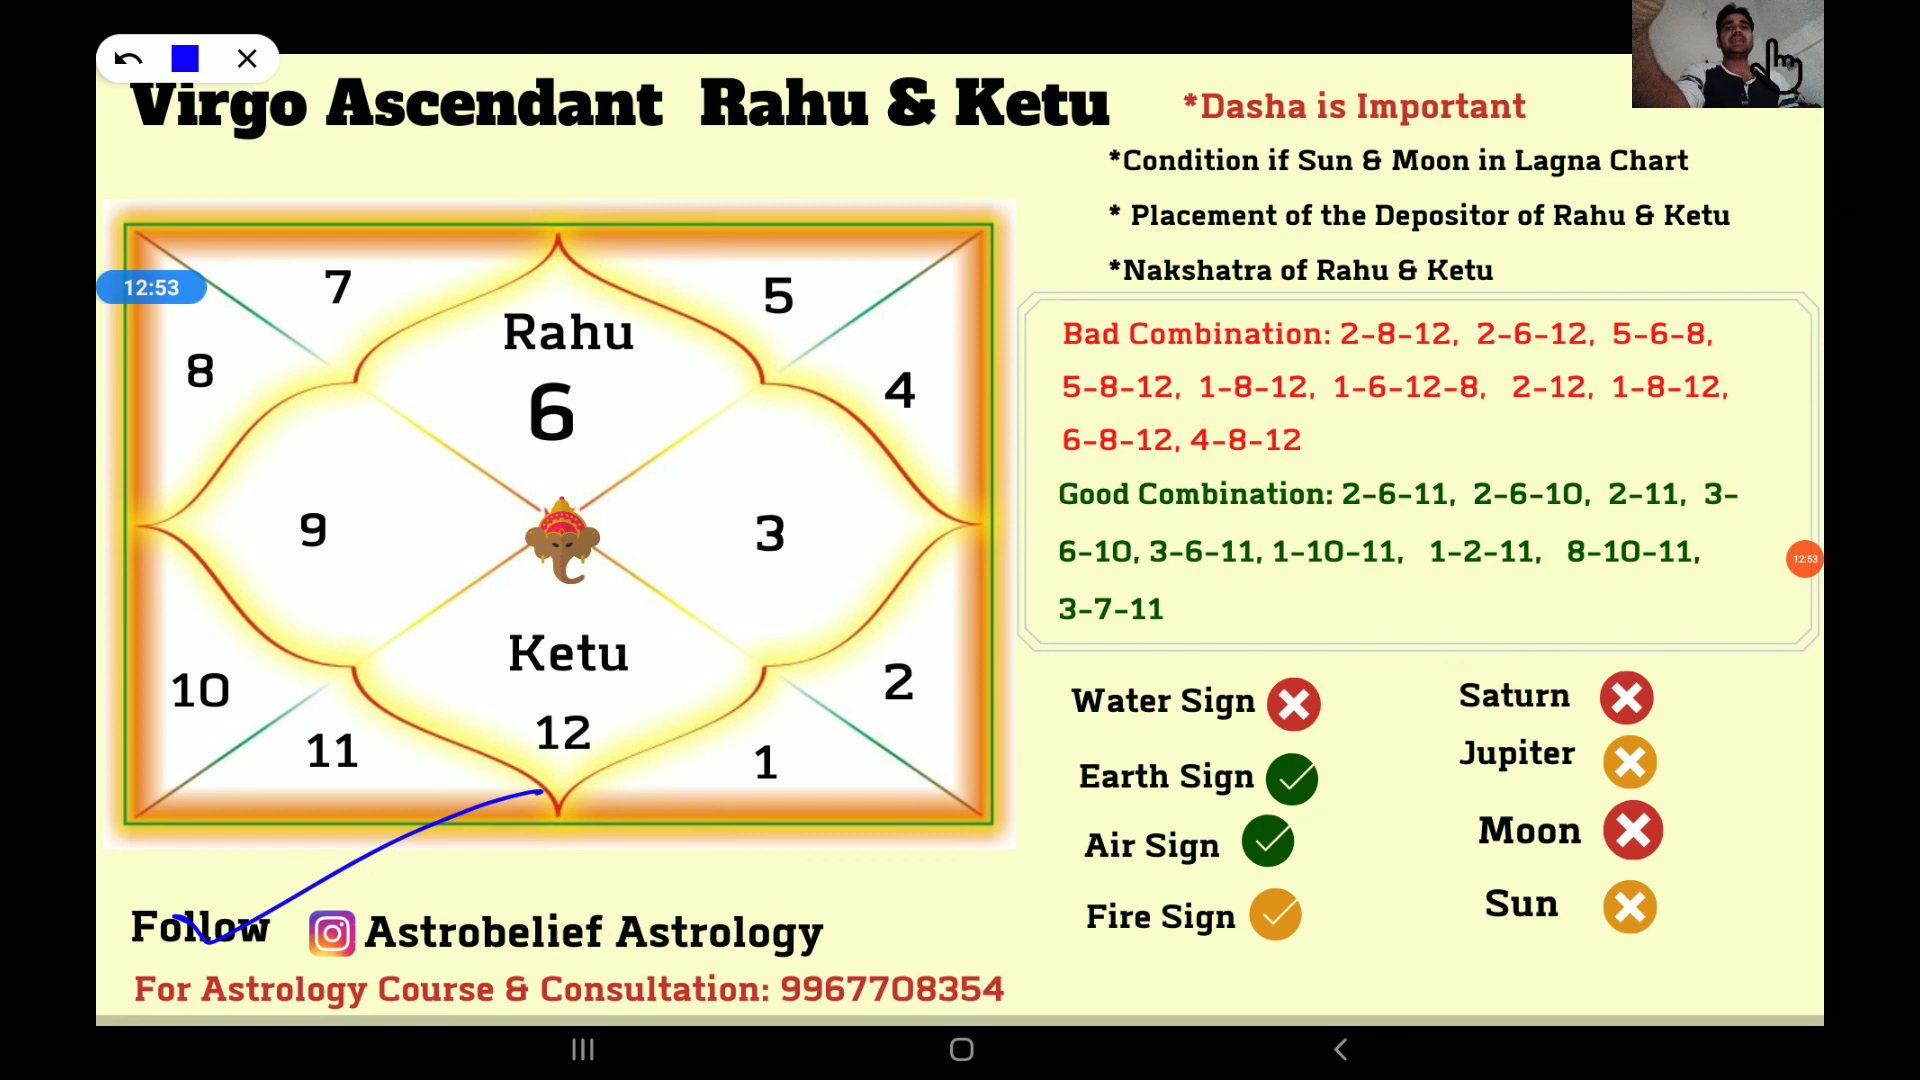 Virgo Ascendant Rahu & Ketu
*Dasha is Important
*Condition if Sun & Moon in Lagna Chart
* Placement of the Depositor of Rahu & Ketu
*Nakshatra of Rahu & Ketu
12:53
7
5
Rahu
8
6
4
9
3
Ketu
10
12
2
11
1
Bad Combination: 2-8-12, 2-6-12, 5-6-8,
5-8-12, 1-8-12, 1-6-12-8, 2-12, 1-8-12,
6-8-12, 4-8-12
Good Combination: 2-6-11, 2-6-10, 2-11, 3-
6-10, 3-6-11, 1-10-11, 1-2-11, 8-10-11,
3-7-11
12:53
Water Sign
Earth Sign
Air Sign
Fire Sign
Saturn
Jupiter
Moon
Sun
Follow Astrobelief Astrology
For Astrology Course & Consultation: 9967708354